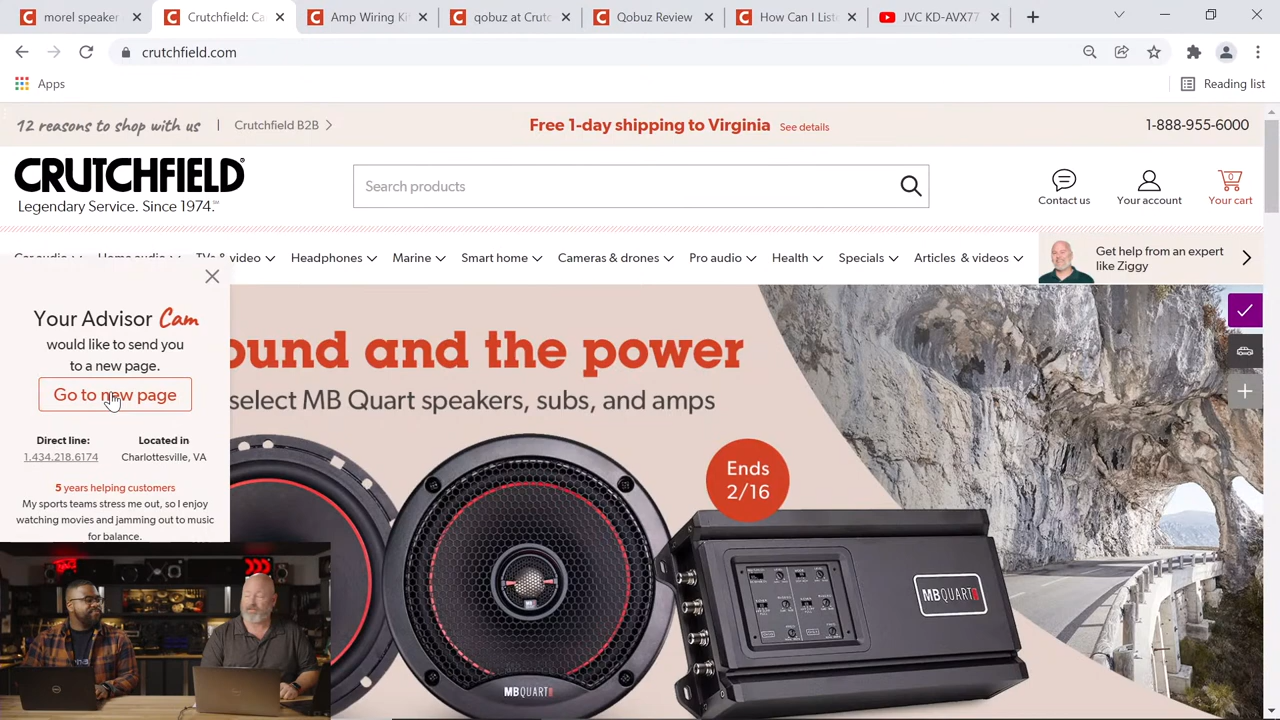 morel speaker
Crutchfield: Ca
Amp Wiring Ki
qobuz at Crutc
Qobuz Review
How Can I List
JVC KD-AVX77
crutchfield.com
Apps
Reading list
12 reasons to shop with us
Crutchfield B2B
Free 1-day shipping to Virginia See details
1-888-955-6000
CRUTCHFIELD
Legendary Service. Since 1974.
Search products
Contact us
Your account
0
Your cart
Car audio
Home audio
TVs & video
Headphones
Marine
Smart home
Cameras & drones
Pro audio
Health
Specials
Articles & videos
Get help from an expert
like Ziggy
Your Advisor Cam
would like to send you
to a new page.
Go to new page
Direct line:
1.434.218.6174
Located in
Charlottesville, VA
5 years helping customers
My sports teams stress me out, so I enjoy
watching movies and jamming out to music
for balance.
ound and the power
select MB Quart speakers, subs, and amps
Ends
2/16
MB QUART
MB QUART